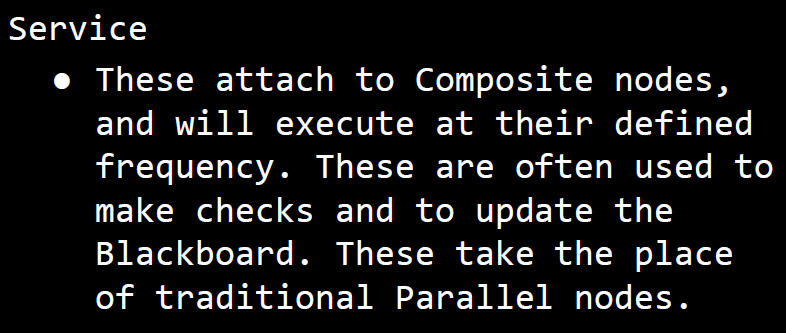 Service
● These attach to Composite nodes,
and will execute at their defined
frequency. These are often used to
make checks and to update the
Blackboard. These take the place
of traditional Parallel nodes.